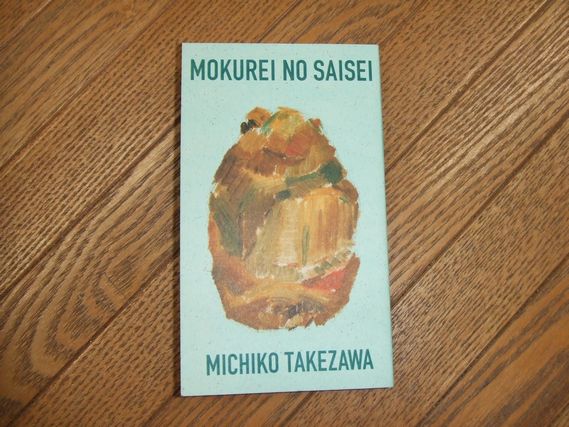 MOKUREI NO SAISEI
MICHIKO TAKEZAWA